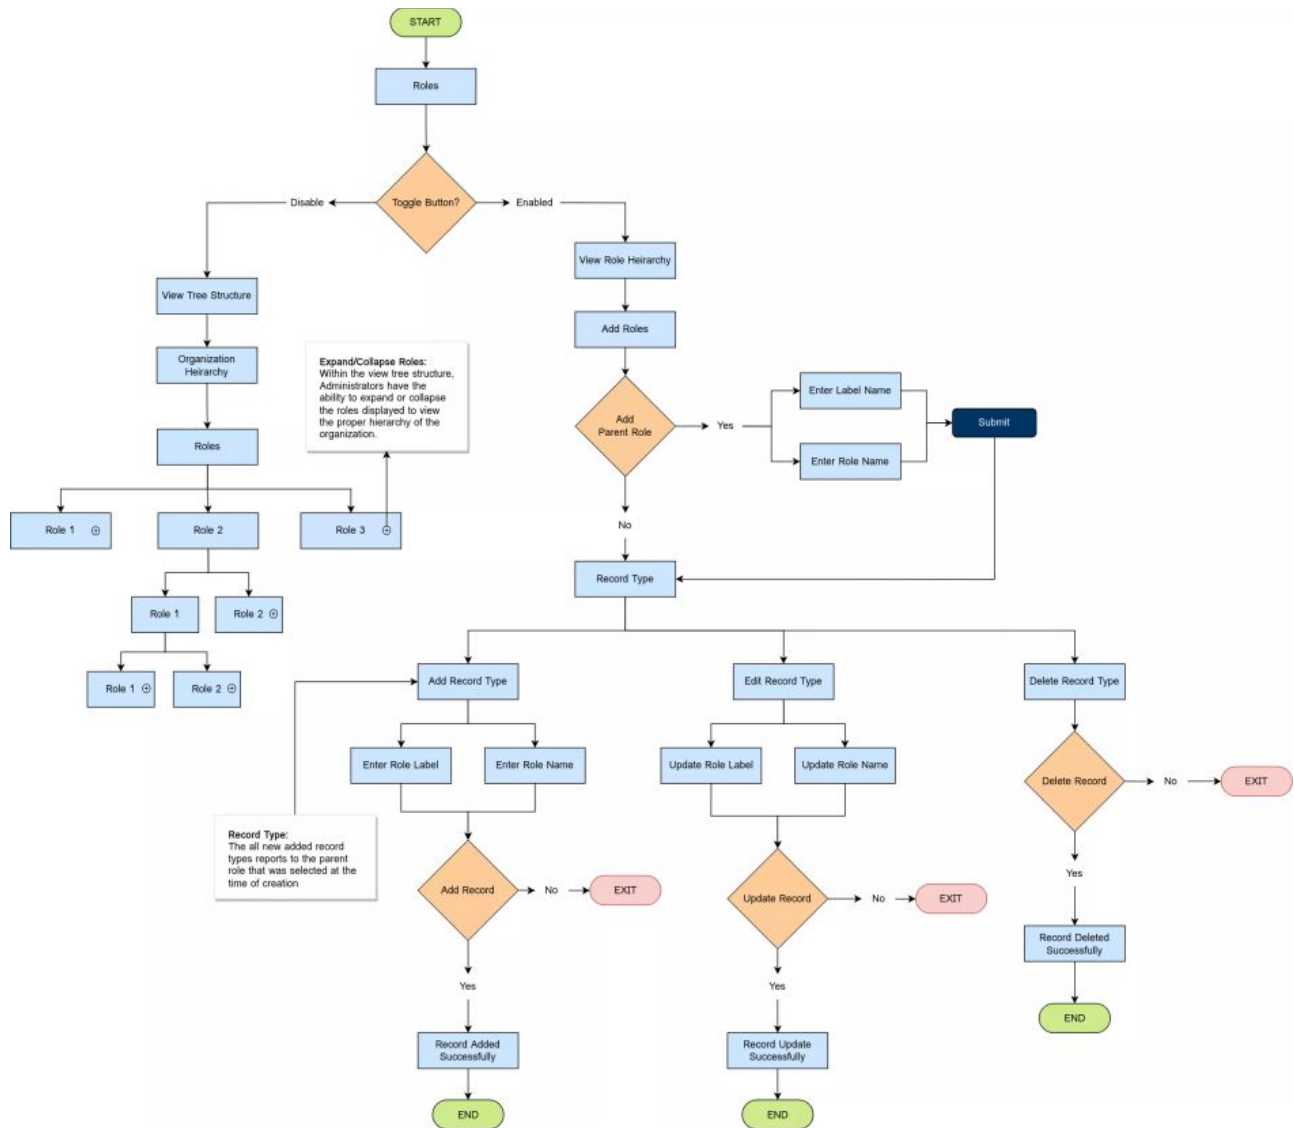 START
Roles
Toggle Button?
Disable
Enabled
View Role Heirarchy
View Tree Structure
Add Roles
Organization
Heirarchy
Expand/Collapse Roles:
Within the view tree structure,
Administrators have the
ability to expand or collapse
the roles displayed to view
the proper hierarchy of the
organization.
Enter Label Name
Add
Parent Role
Yes
Submit
Roles
Enter Role Name
Role 1
Role 2
Role 3
No
Record Type
Role 1
Role 2
Role 1
Role 2
Add Record Type
Edit Record Type
Delete Record Type
Enter Role Label
Enter Role Name
Update Role Label
Update Role Name
Delete Record
No
EXIT
Record Type:
The all new added record
types reports to the parent
role that was selected at the
time of creation
Yes
Add Record
No
EXIT
Update Record
No
EXIT
Record Deleted
Successfully
Yes
Yes
END
Record Added
Successfully
Record Update
Successfully
END
END